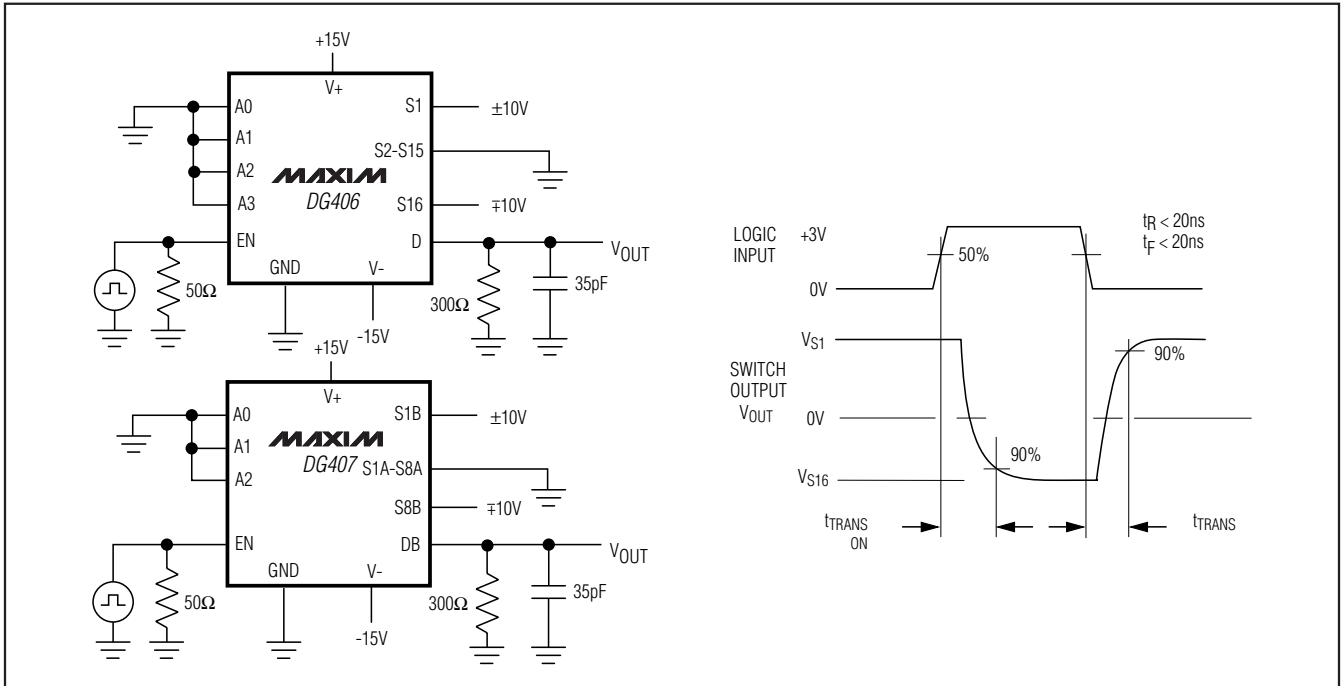 +15V
V+
A0
S1
±10V
A1
S2-S15
A2
MAXIM
DG406
A3
S16
∓10V
EN
D
VOUT
GND
V-
50Ω
300Ω
35pF
-15V
+15V
V+
A0
S1B
±10V
A1
MAXIM
DG407
S1A-S8A
A2
S8B
∓10V
EN
DB
VOUT
GND
V-
50Ω
300Ω
35pF
-15V
LOGIC
INPUT
+3V
50%
0V
tR < 20ns
tF < 20ns
VS1
90%
SWITCH
OUTPUT
VOUT
0V
90%
VS16
tTRANS
ON
tTRANS